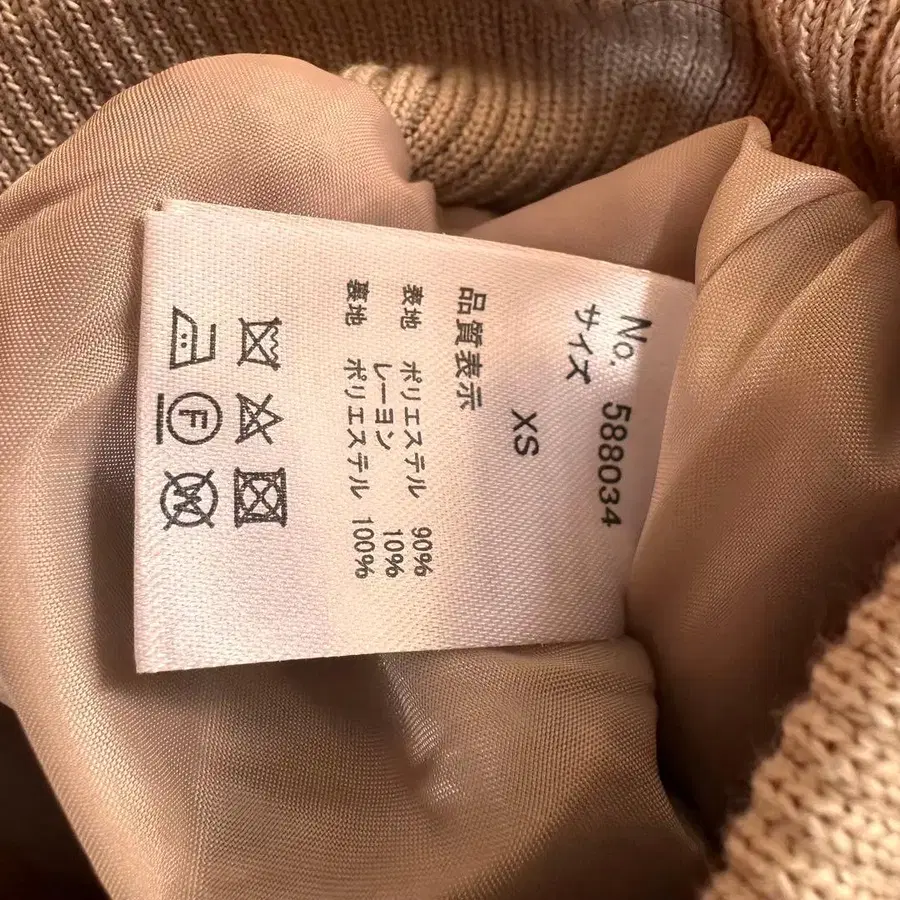 No. 588034
サイズ
XS
品質表示
表地 ポリエステル 90%
レーヨン 10%
裏地 ポリエステル 100%
F
W